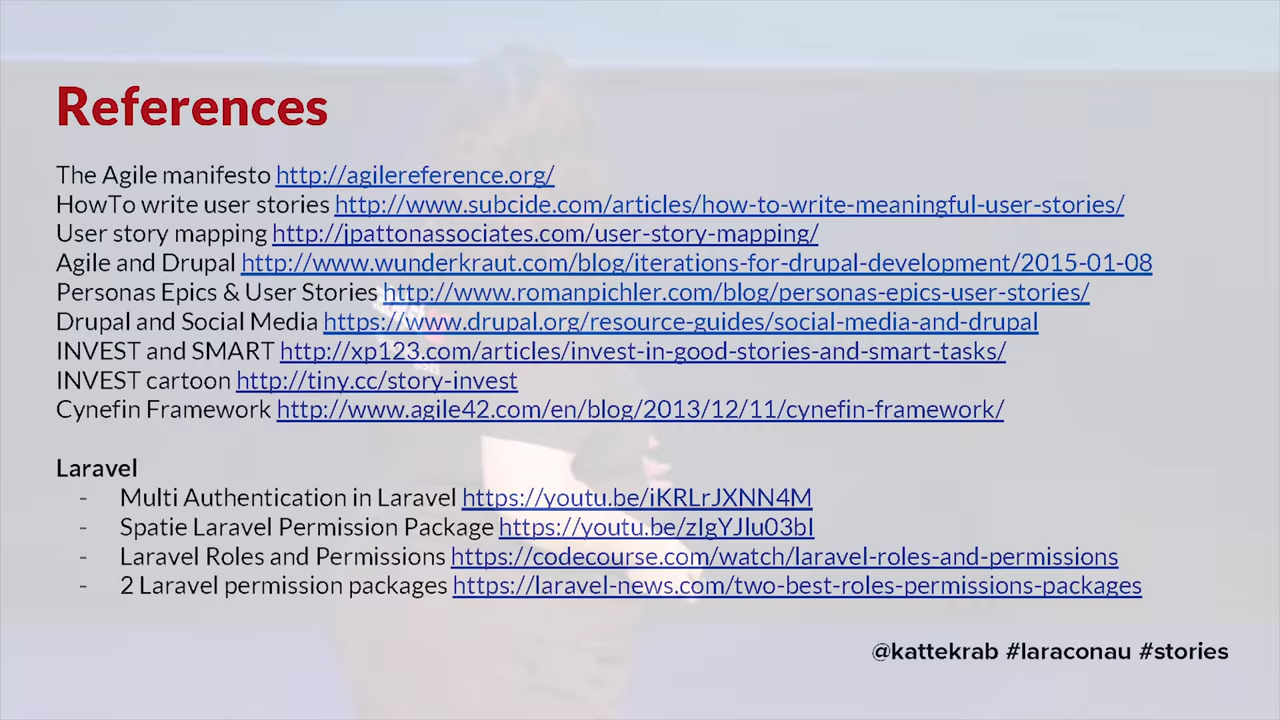 References
The Agile manifesto http://agilereference.org/
HowTo write user stories http://www.subcide.com/articles/how-to-write-meaningful-user-stories/
User story mapping http://jpattonassociates.com/user-story-mapping/
Agile and Drupal http://www.wunderkraut.com/blog/iterations-for-drupal-development/2015-01-08
Personas Epics & User Stories http://www.romanpichler.com/blog/personas-epics-user-stories/
Drupal and Social Media https://www.drupal.org/resource-guides/social-media-and-drupal
INVEST and SMART http://xp123.com/articles/invest-in-good-stories-and-smart-tasks/
INVEST cartoon http://tiny.cc/story-invest
Cynefin Framework http://www.agile42.com/en/blog/2013/12/11/cynefin-framework/
Laravel
- Multi Authentication in Laravel https://youtu.be/iKRLrJXNN4M
- Spatie Laravel Permission Package https://youtu.be/zIgYJlu03bI
- Laravel Roles and Permissions https://codecourse.com/watch/laravel-roles-and-permissions
- 2 Laravel permission packages https://laravel-news.com/two-best-roles-permissions-packages
@kattekrab #laraconau #stories